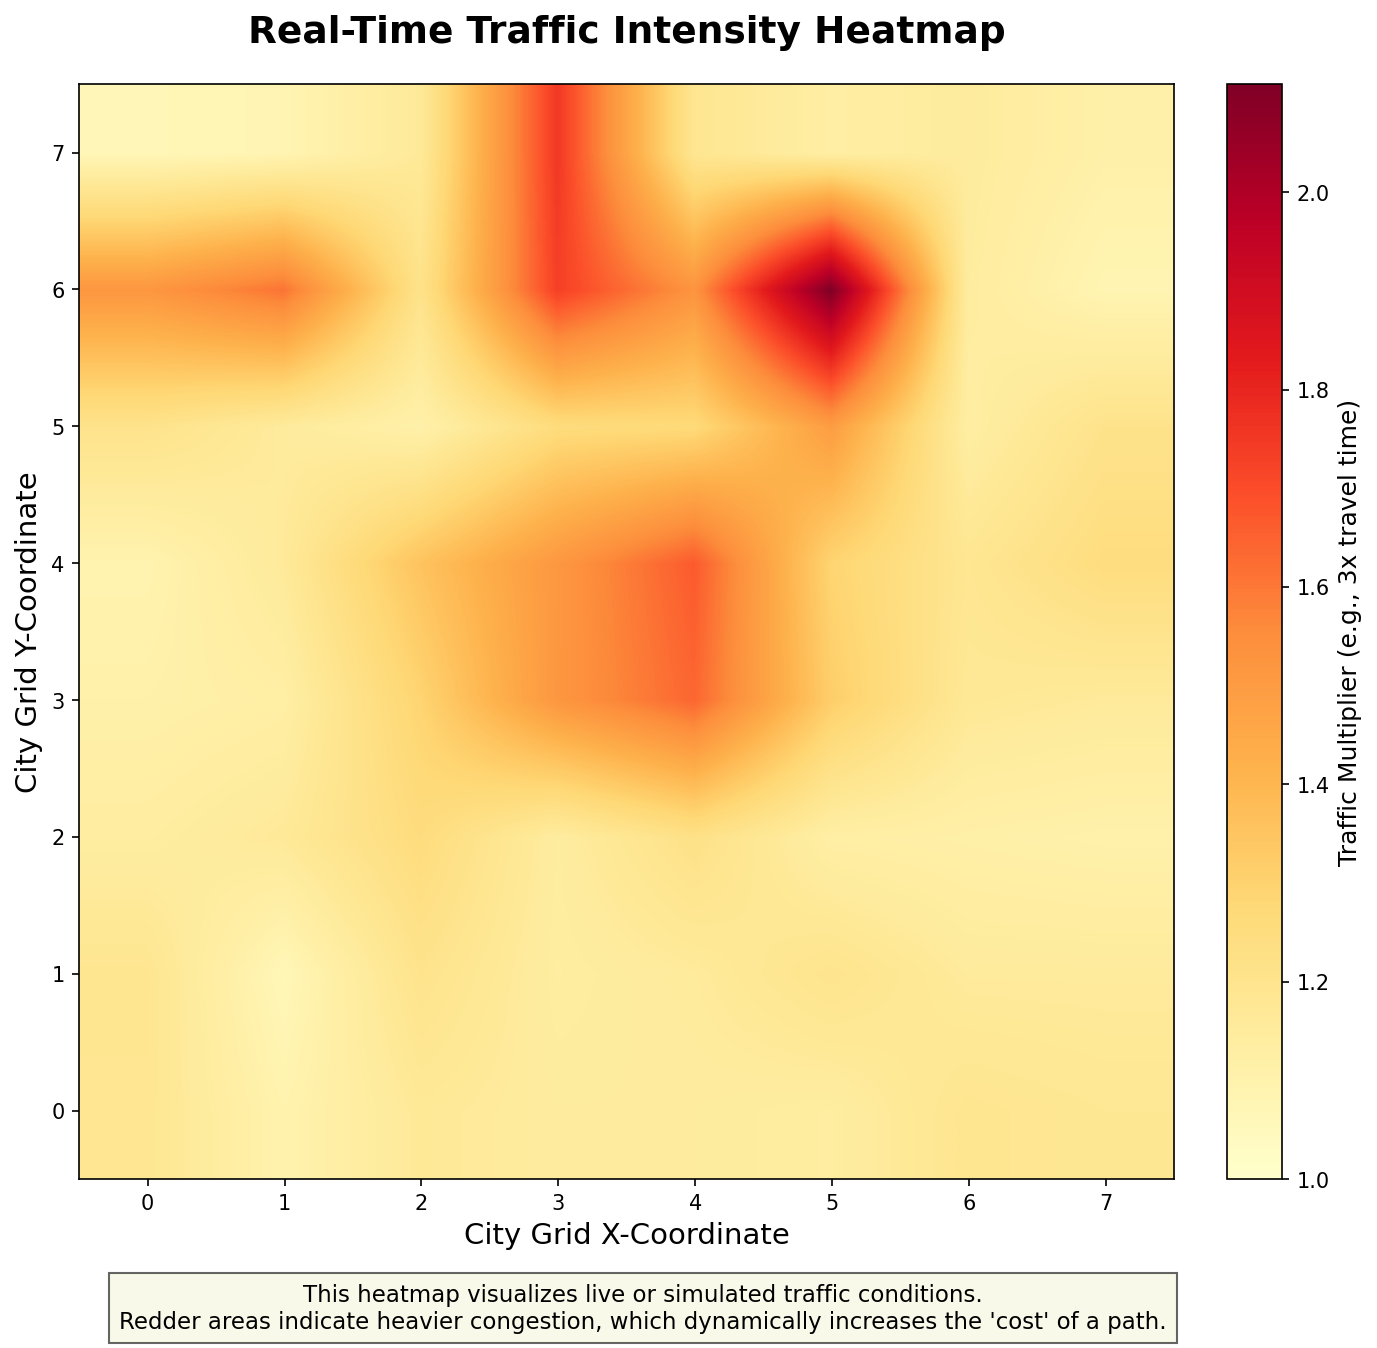 Real-Time Traffic Intensity Heatmap
7
6
5
4
3
2
1
0
City Grid Y-Coordinate
0 1 2 3 4 5 6 7
City Grid X-Coordinate
2.0
1.8
1.6
1.4
1.2
1.0
Traffic Multiplier (e.g., 3x travel time)
This heatmap visualizes live or simulated traffic conditions.
Redder areas indicate heavier congestion, which dynamically increases the 'cost' of a path.